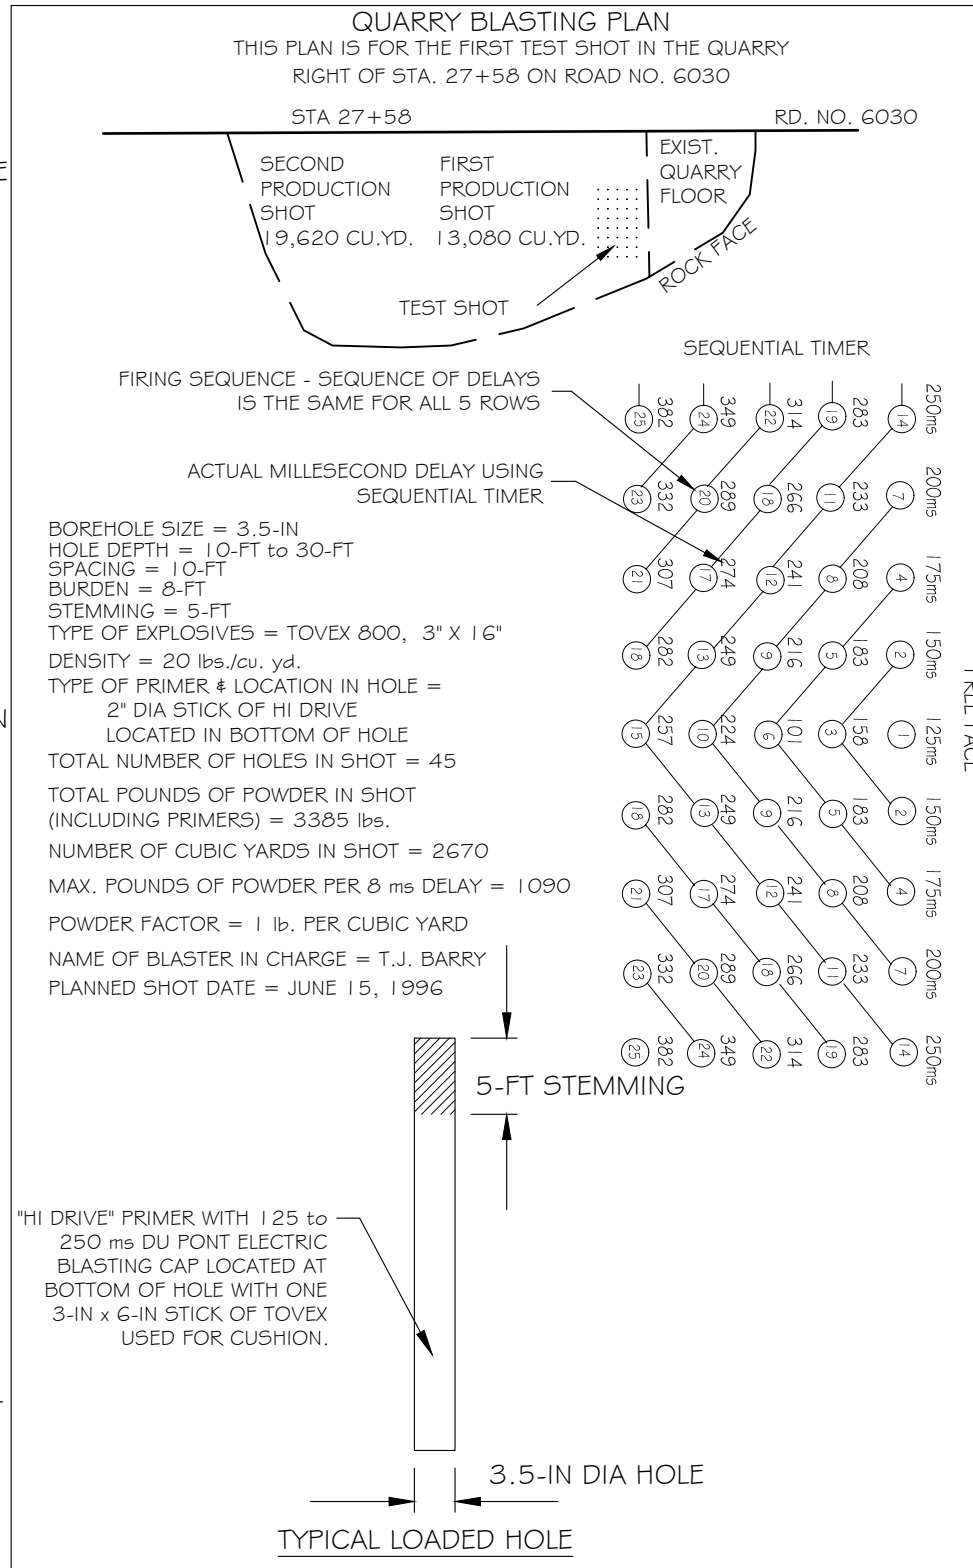 QUARRY BLASTING PLAN
THIS PLAN IS FOR THE FIRST TEST SHOT IN THE QUARRY
RIGHT OF STA. 27+58 ON ROAD NO. 6030
STA 27+58
RD. NO. 6030
SECOND
PRODUCTION
SHOT
19,620 CU.YD.
FIRST
PRODUCTION
SHOT
13,080 CU.YD.
EXIST.
QUARRY
FLOOR
ROCK FACE
TEST SHOT
SEQUENTIAL TIMER
FIRING SEQUENCE - SEQUENCE OF DELAYS
IS THE SAME FOR ALL 5 ROWS
ACTUAL MILLESECOND DELAY USING
SEQUENTIAL TIMER
25 382 24 349 22 314 19 283 14 250ms
23 332 20 289 18 266 11 233 7 200ms
21 307 17 274 12 241 8 208 4 175ms
18 282 13 249 9 216 5 183 2 150ms
15 257 10 224 6 101 3 158 1 125ms
18 282 13 249 9 216 5 183 2 150ms
21 307 17 274 12 241 8 208 4 175ms
23 332 20 289 18 266 11 233 7 200ms
25 382 24 349 22 314 19 283 14 250ms
BOREHOLE SIZE = 3.5-IN
HOLE DEPTH = 10-FT to 30-FT
SPACING = 10-FT
BURDEN = 8-FT
STEMMING = 5-FT
TYPE OF EXPLOSIVES = TOVEX 800, 3" X 16"
DENSITY = 20 lbs./cu. yd.
TYPE OF PRIMER & LOCATION IN HOLE =
2" DIA STICK OF HI DRIVE
LOCATED IN BOTTOM OF HOLE
TOTAL NUMBER OF HOLES IN SHOT = 45
TOTAL POUNDS OF POWDER IN SHOT
(INCLUDING PRIMERS) = 3385 lbs.
NUMBER OF CUBIC YARDS IN SHOT = 2670
MAX. POUNDS OF POWDER PER 8 ms DELAY = 1090
POWDER FACTOR = 1 lb. PER CUBIC YARD
NAME OF BLASTER IN CHARGE = T.J. BARRY
PLANNED SHOT DATE = JUNE 15, 1996
5-FT STEMMING
"HI DRIVE" PRIMER WITH 125 to
250 ms DU PONT ELECTRIC
BLASTING CAP LOCATED AT
BOTTOM OF HOLE WITH ONE
3-IN x 6-IN STICK OF TOVEX
USED FOR CUSHION.
3.5-IN DIA HOLE
TYPICAL LOADED HOLE